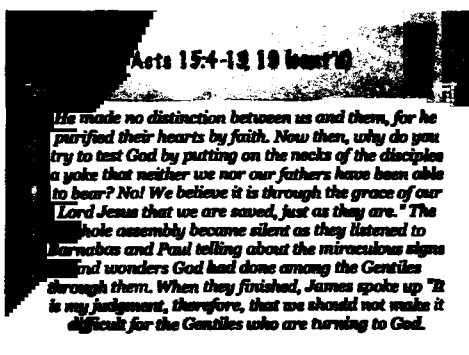 Acts 15:4-13, 19 (cont'd)
He made no distinction between us and them, for he
purified their hearts by faith. Now then, why do you
try to test God by putting on the necks of the disciples
a yoke that neither we nor our fathers have been able
to bear? No! We believe it is through the grace of our
Lord Jesus that we are saved, just as they are." The
whole assembly became silent as they listened to
Barnabas and Paul telling about the miraculous signs
and wonders God had done among the Gentiles
through them. When they finished, James spoke up "It
is my judgment, therefore, that we should not make it
difficult for the Gentiles who are turning to God.